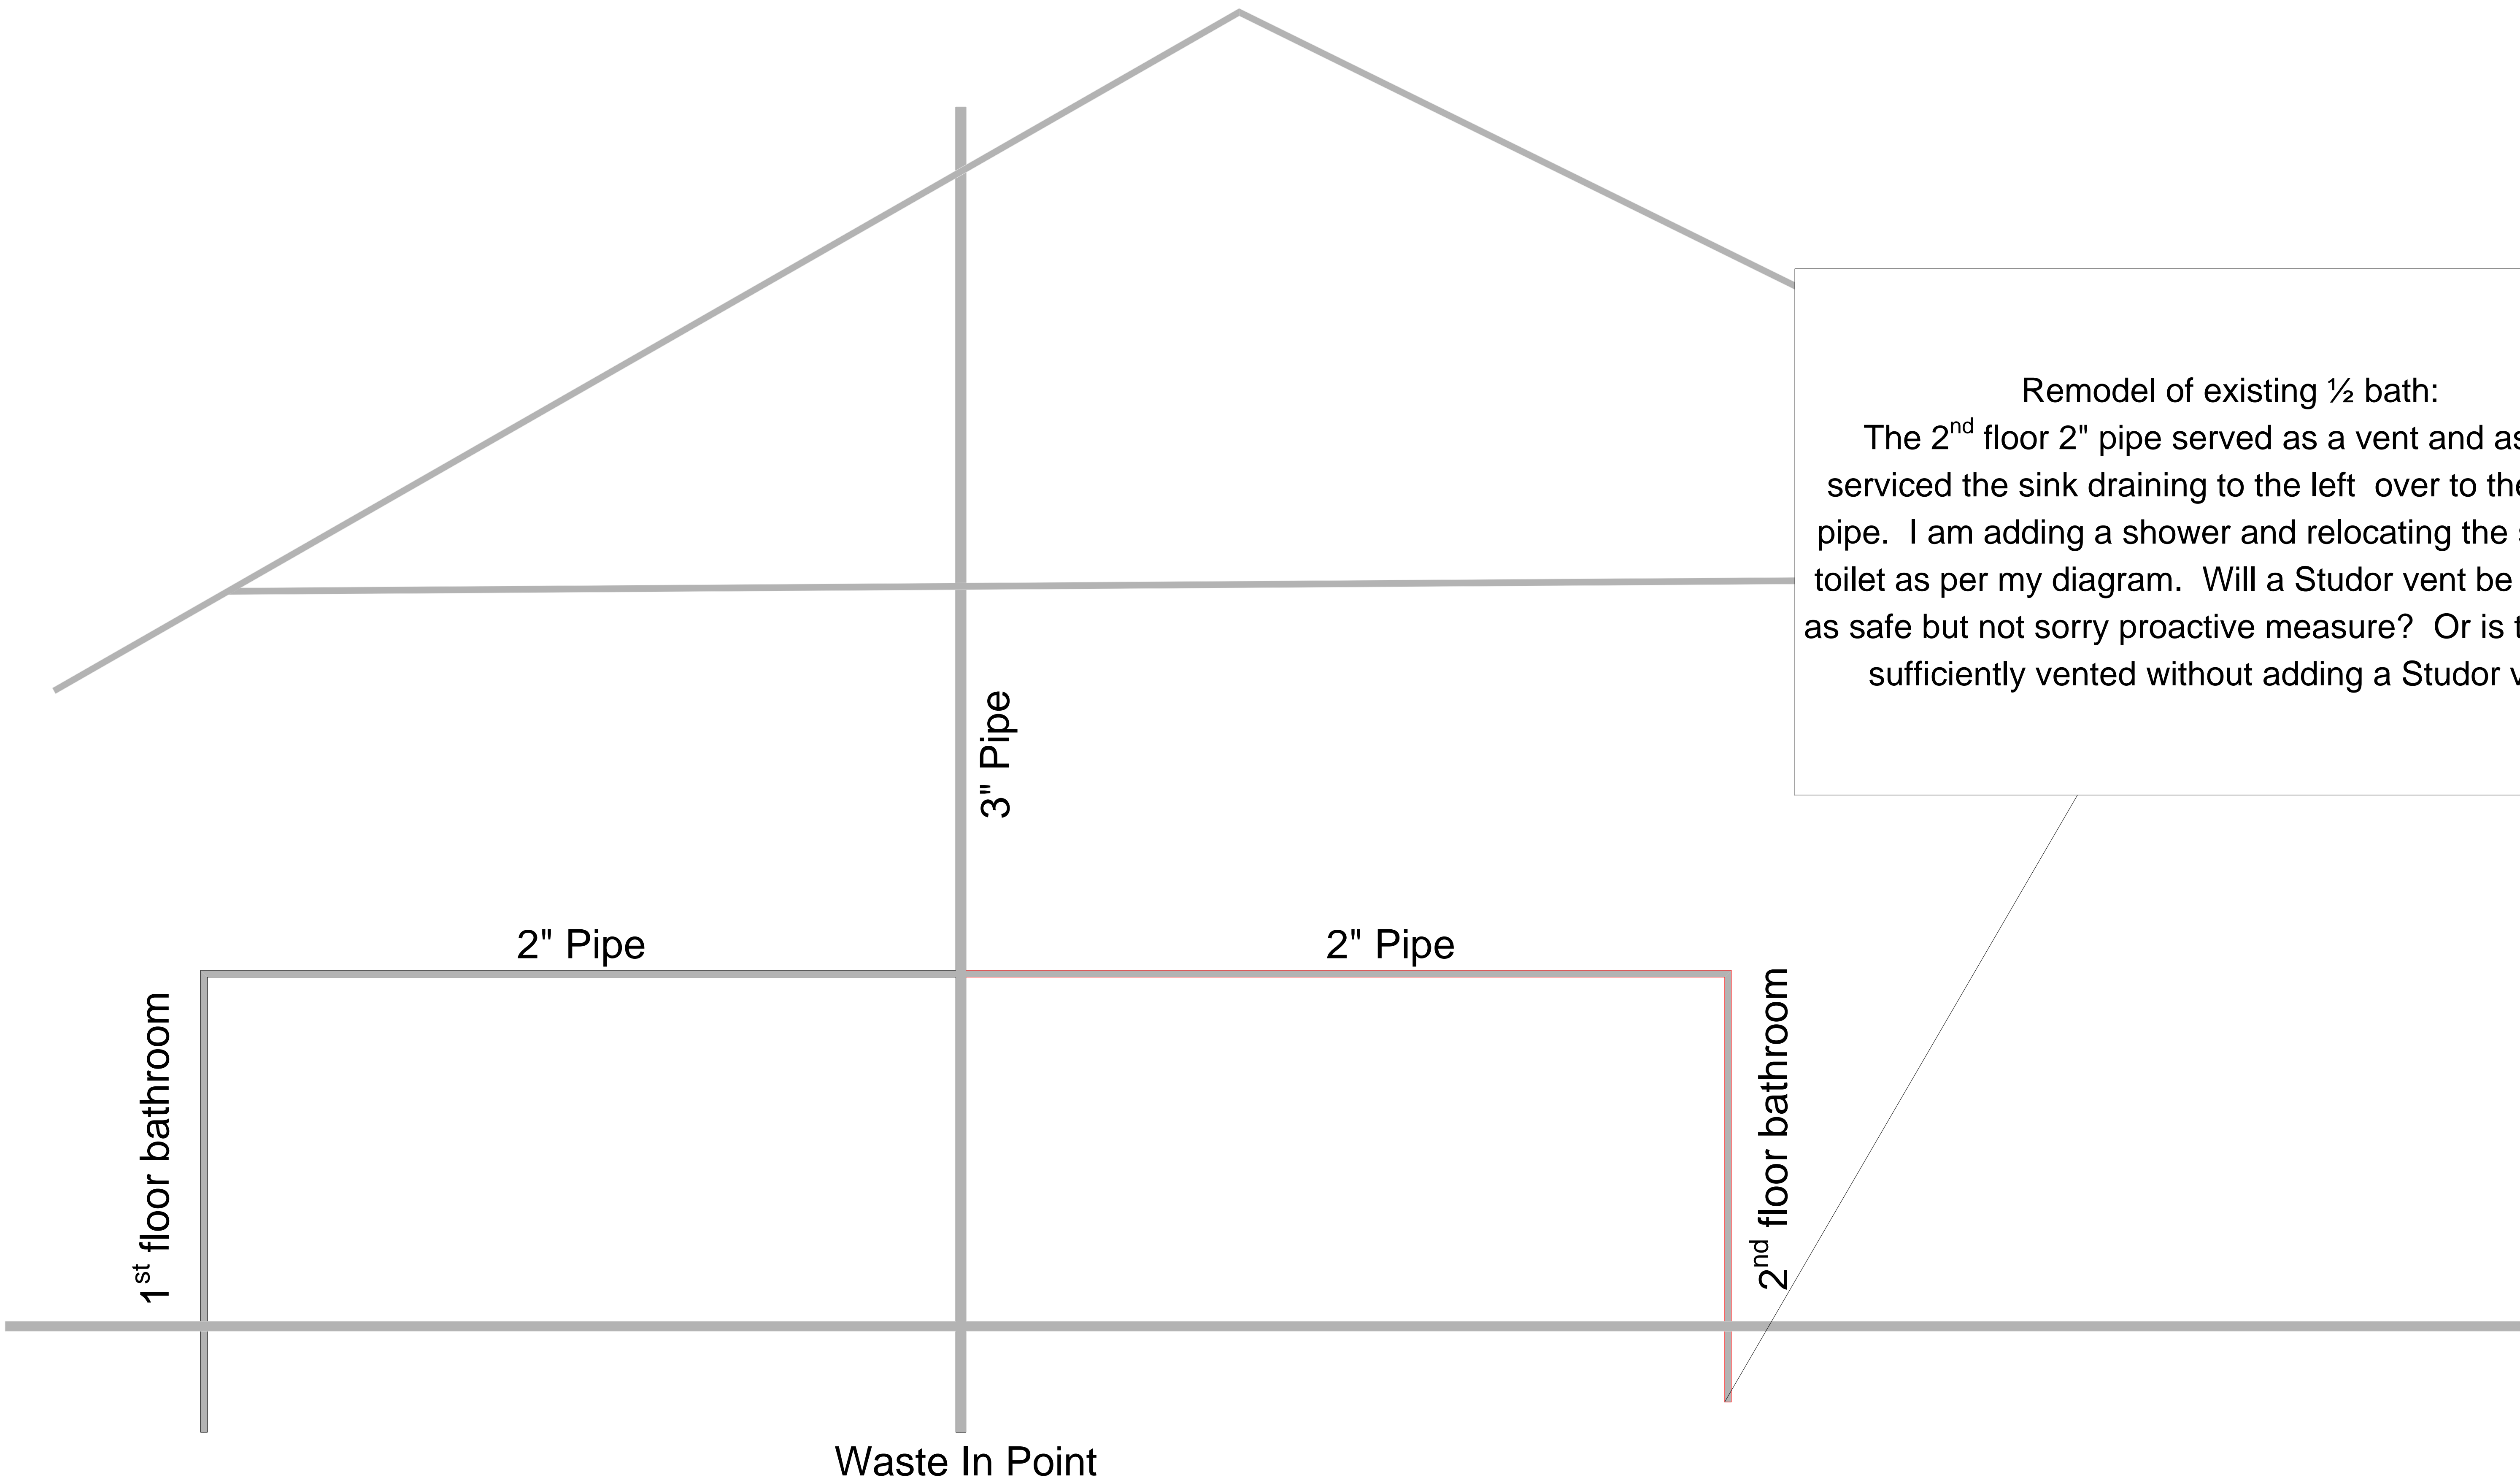 Remodel of existing ½ bath:
The 2nd floor 2" pipe served as a vent and as
serviced the sink draining to the left  over to the
pipe.  I am adding a shower and relocating the
toilet as per my diagram.  Will a Studor vent be
as safe but not sorry proactive measure?  Or is
sufficiently vented without adding a Studor
3" Pipe
2" Pipe
2" Pipe
1st floor bathroom
2nd floor bathroom
Waste In Point